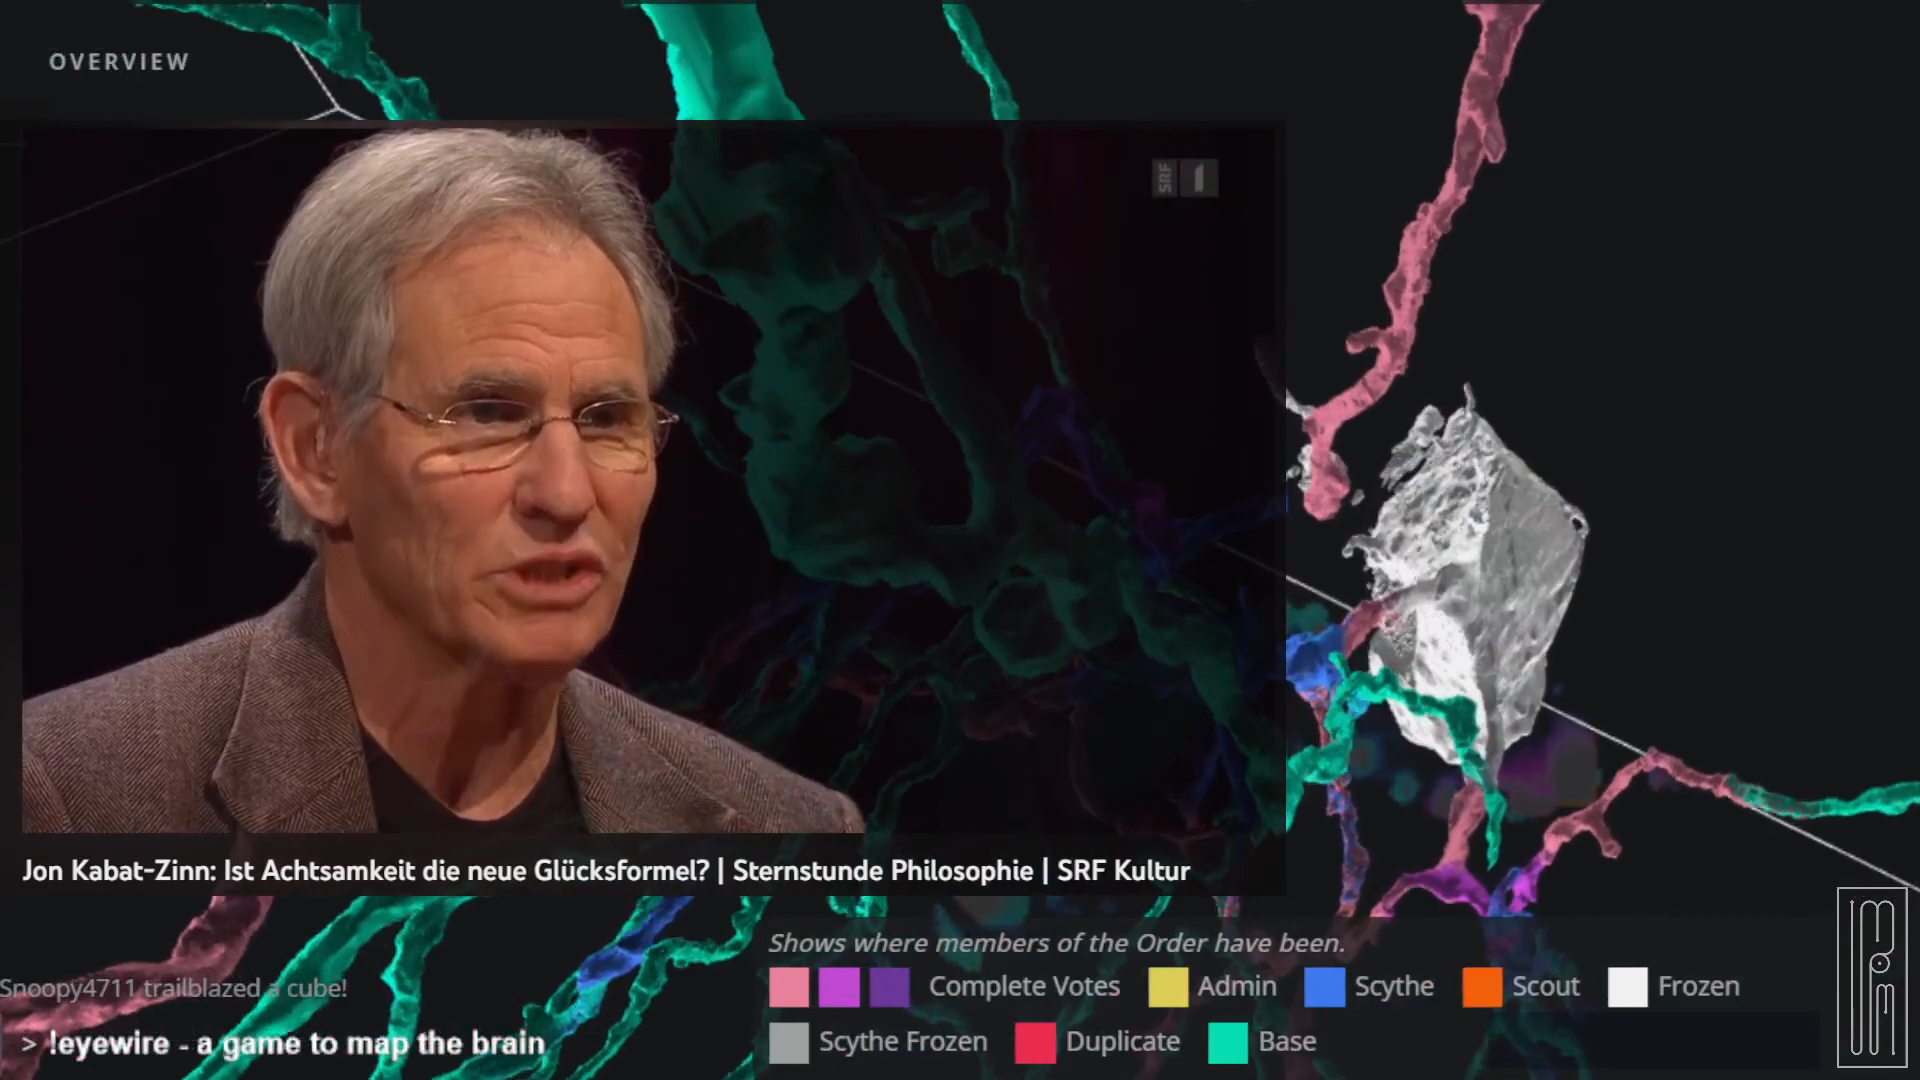 OVERVIEW
SRF 1
Jon Kabat-Zinn: Ist Achtsamkeit die neue Glücksformel? | Sternstunde Philosophie | SRF Kultur
Shows where members of the Order have been.
Snoopy4711 trailblazed a cube!
Complete Votes Admin Scythe Scout Frozen
> !eyewire - a game to map the brain
Scythe Frozen Duplicate Base